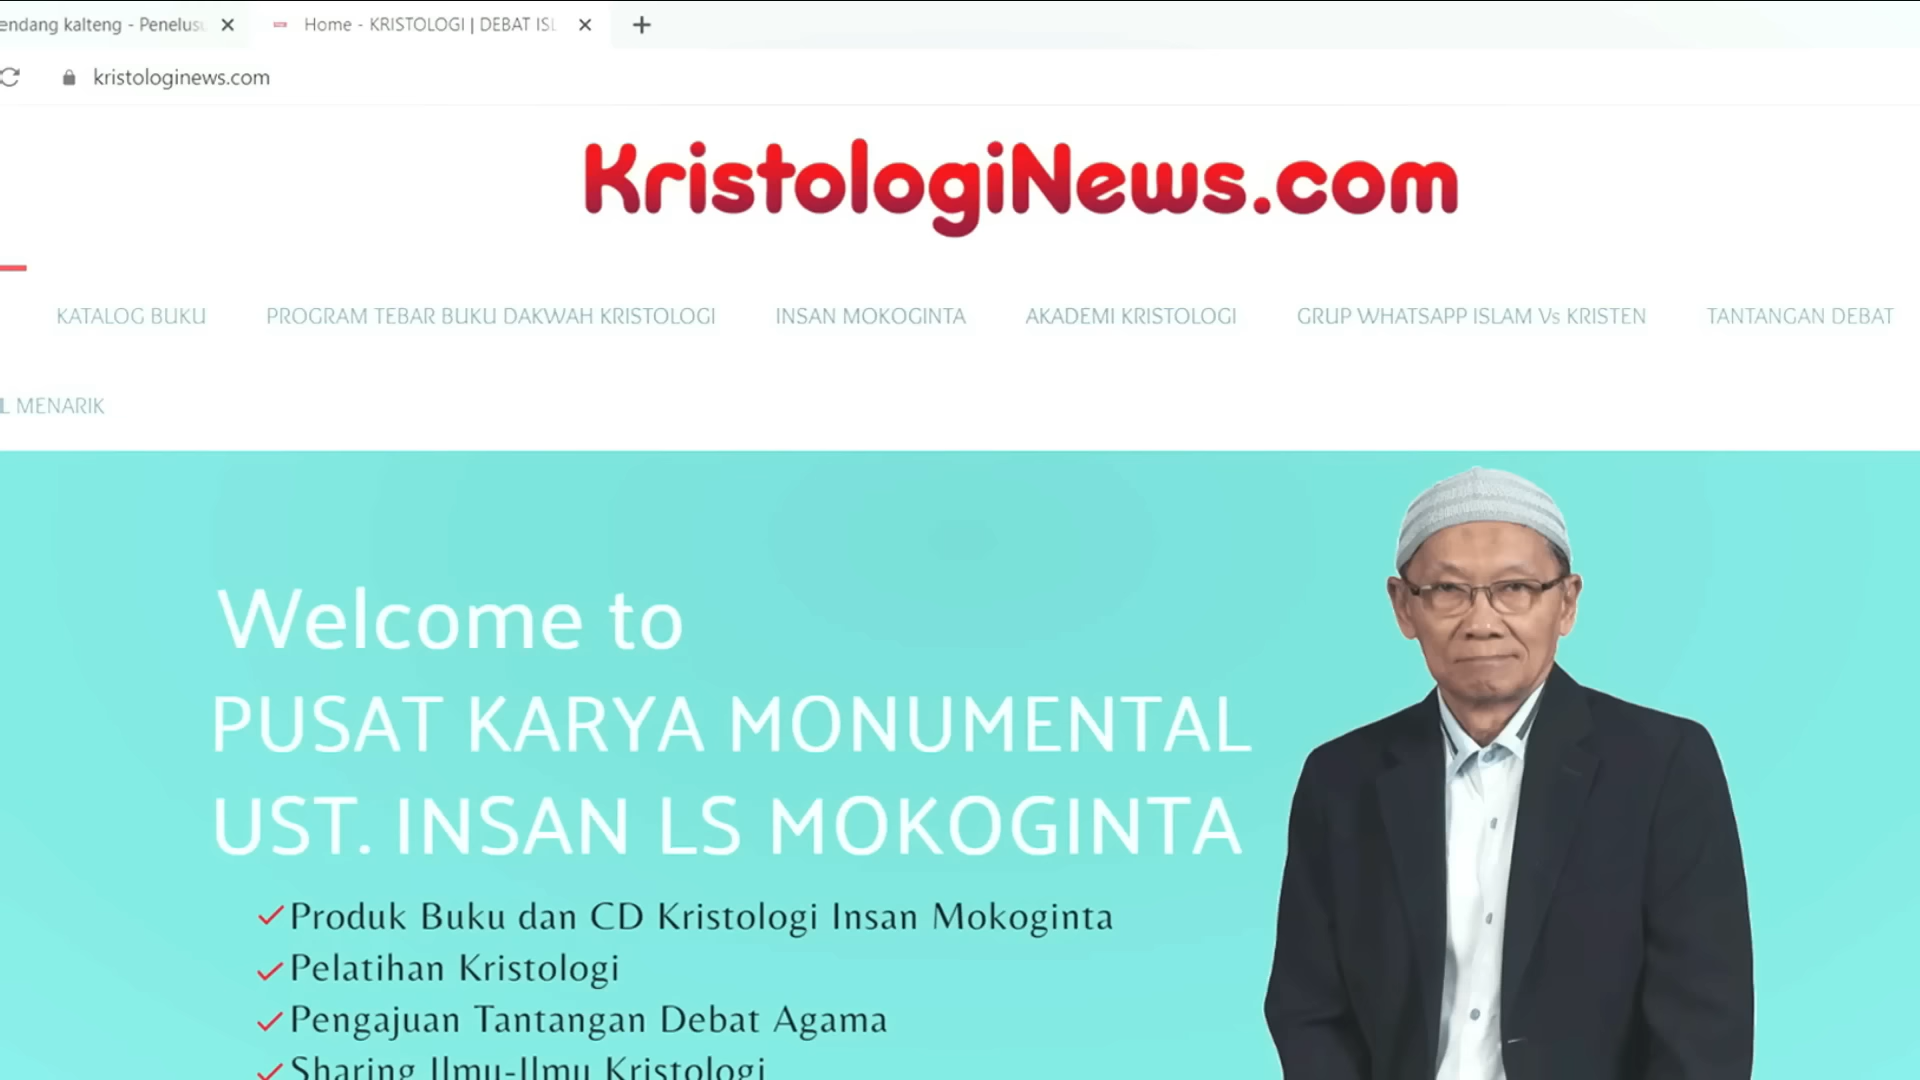 endang kalteng - Penelus
Home - KRISTOLOGI | DEBAT ISL
kristologinews.com
KristologiNews.com
KATALOG BUKU
PROGRAM TEBAR BUKU DAKWAH KRISTOLOGI
INSAN MOKOGINTA
AKADEMI KRISTOLOGI
GRUP WHATSAPP ISLAM Vs KRISTEN
TANTANGAN DEBAT
L MENARIK
Welcome to
PUSAT KARYA MONUMENTAL
UST. INSAN LS MOKOGINTA
Produk Buku dan CD Kristologi Insan Mokoginta
Pelatihan Kristologi
Pengajuan Tantangan Debat Agama
Sharing Ilmu-Ilmu Kristologi